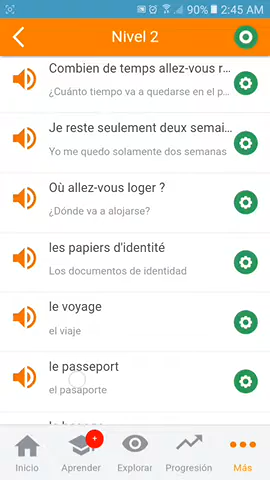 90% 2:45 AM
Nivel 2
Combien de temps allez-vous r...
¿Cuánto tiempo va a quedarse en el p...
Je reste seulement deux semai...
Yo me quedo solamente dos semanas
Où allez-vous loger ?
¿Dónde va a alojarse?
les papiers d'identité
Los documentos de identidad
le voyage
el viaje
le passeport
el pasaporte
Inicio
Aprender
Explorar
Progresión
Más